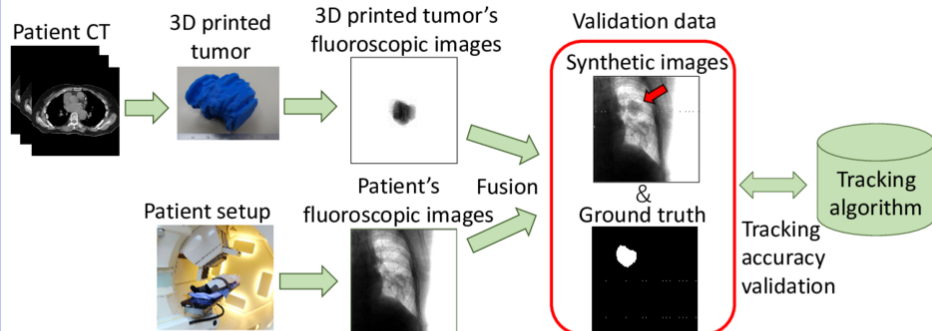 Patient CT
3D printed
tumor
3D printed tumor's
fluoroscopic images
Validation data
Synthetic images
&
Ground truth
Patient setup
Patient's
fluoroscopic images
Fusion
Tracking
algorithm
Tracking
accuracy
validation